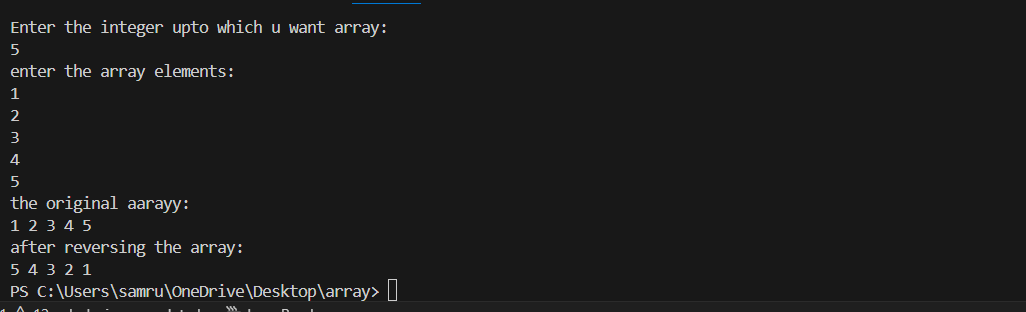 Enter the integer upto which u want array:
5
enter the array elements:
1
2
3
4
5
the original aarayy:
1 2 3 4 5
after reversing the array:
5 4 3 2 1
PS C:\Users\samru\OneDrive\Desktop\array>